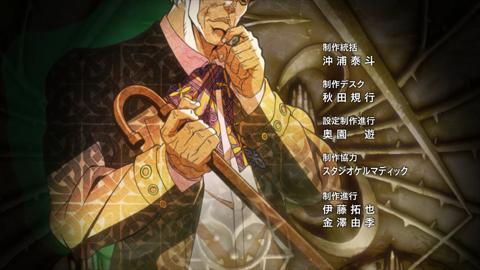 制作統括
沖浦泰斗
制作デスク
秋田規行
設定制作進行
奥園 遊
制作協力
スタジオケルマディック
制作進行
伊藤拓也
金澤由季